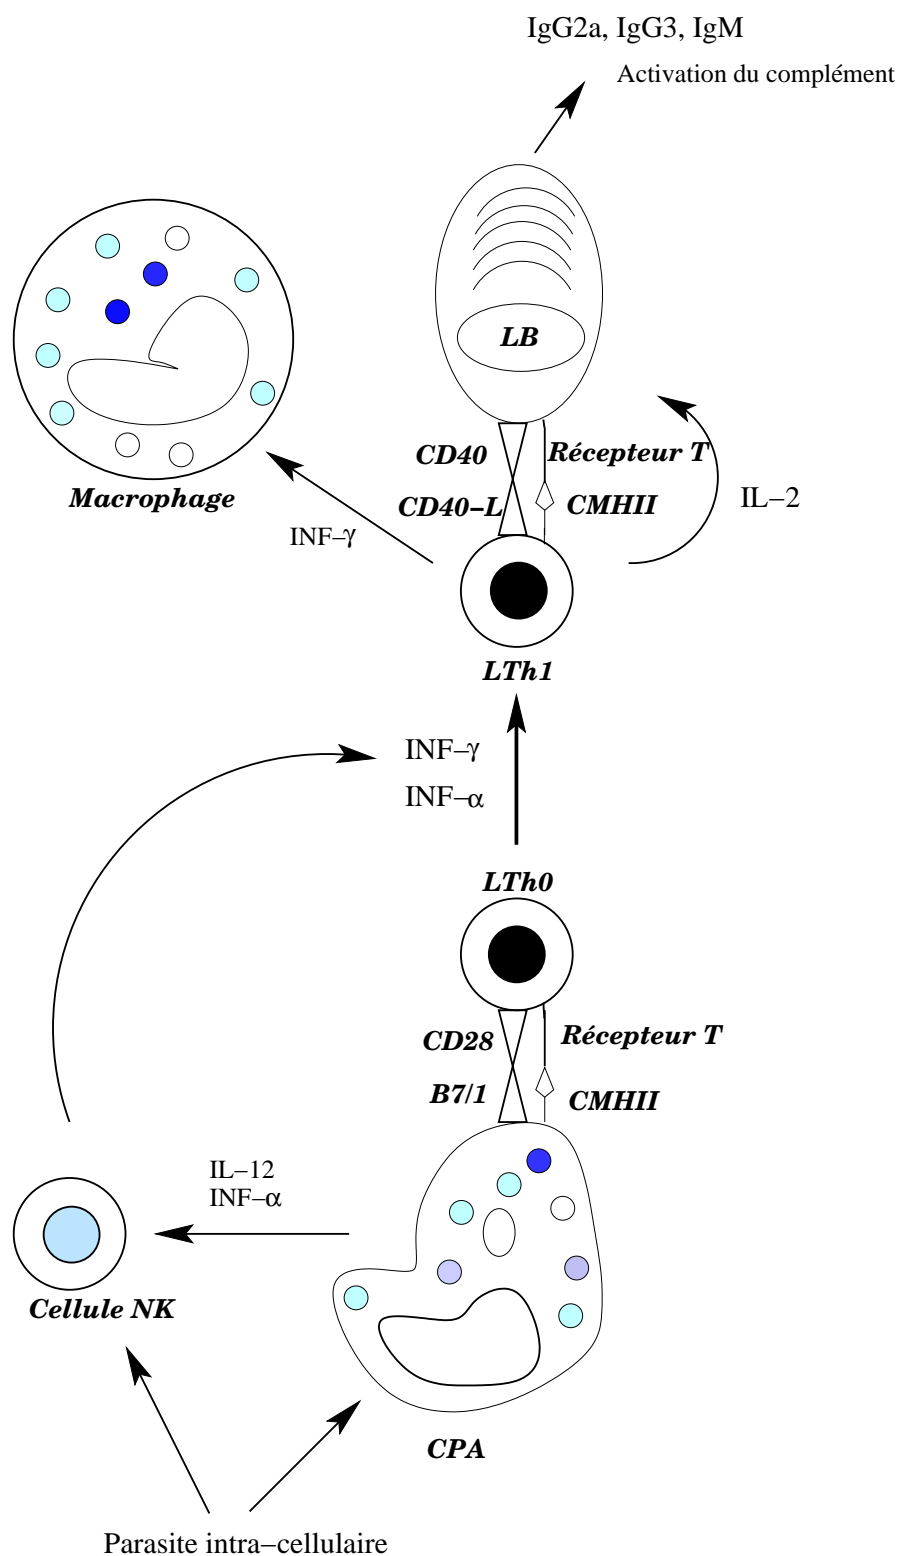 IgG2a, IgG3, IgM
Activation du complément
LB
CD40
Récepteur T
CD40−L
CMHII
IL−2
Macrophage
INF−γ
LTh1
INF−γ
INF−α
LTh0
CD28
Récepteur T
B7/1
CMHII
IL−12
INF−α
Cellule NK
CPA
Parasite intra−cellulaire